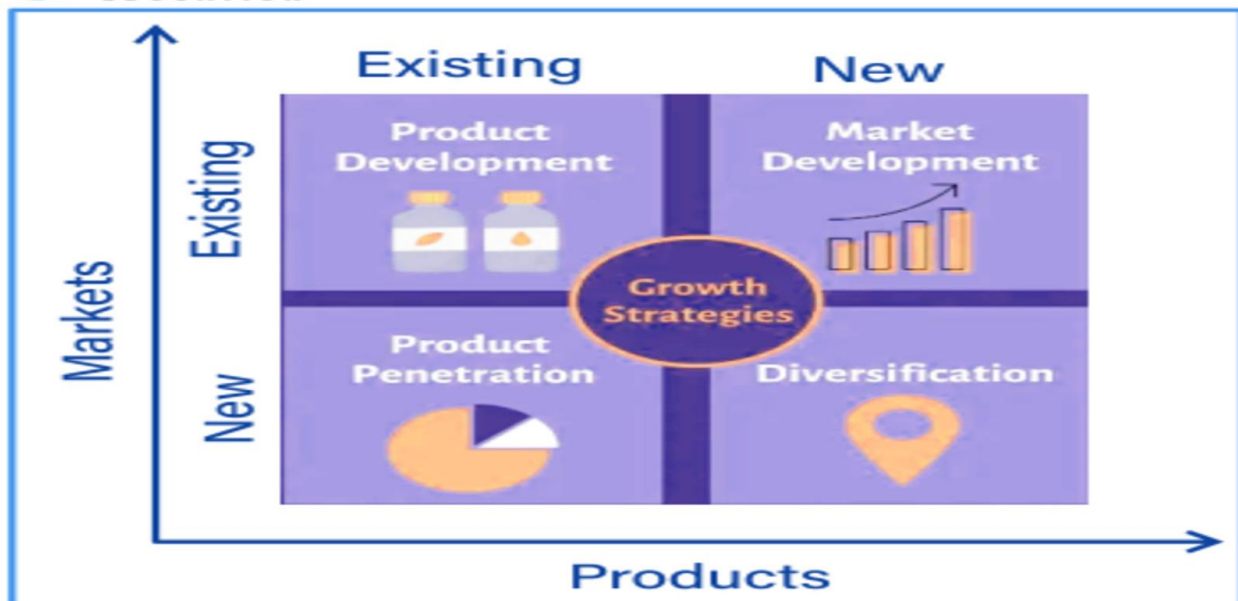 Existing
New
Markets
Existing
New
Product
Development
Market
Development
Growth
Strategies
Product
Penetration
Diversification
Products